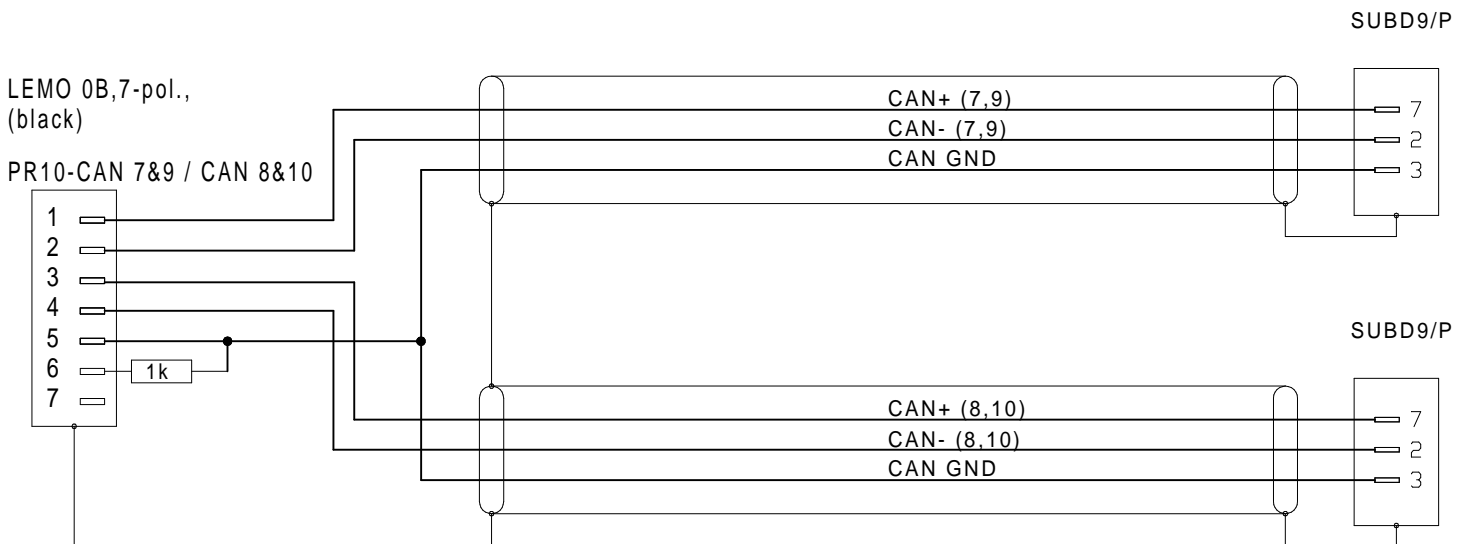 SUBD9/P
LEMO 0B,7-pol.,
(black)
PR10-CAN 7&9 / CAN 8&10
CAN+ (7,9)
CAN- (7,9)
CAN GND
7
2
3
1
2
3
4
5
6
7
1k
SUBD9/P
CAN+ (8,10)
CAN- (8,10)
CAN GND
7
2
3